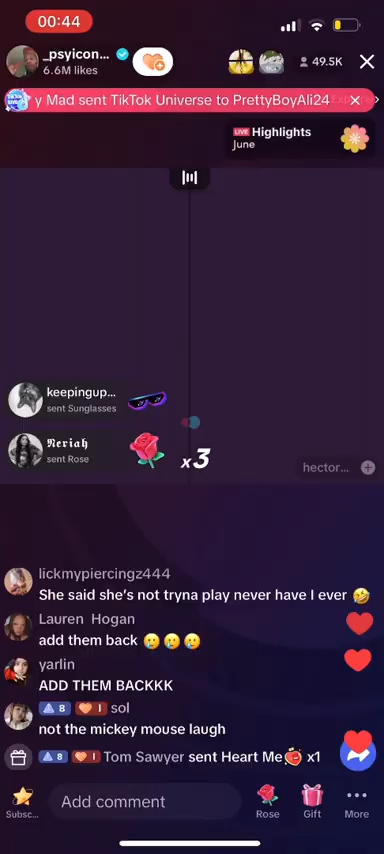 00:44
_psyicon...
6.6M likes
49.5K
y Mad sent TikTok Universe to PrettyBoyAli24
LIVE Highlights
June
keepingup...
sent Sunglasses
𝕹𝖊𝖗𝖎𝖆𝖍
sent Rose
x3
hector...
lickmypiercingz444
She said she's not tryna play never have I ever 🤣
Lauren Hogan
add them back 🥲🥲🥲
yarlin
ADD THEM BACKKK
8 I sol
not the mickey mouse laugh
8 I Tom Sawyer sent Heart Me x1
Subsc...
Add comment
Rose
Gift
More